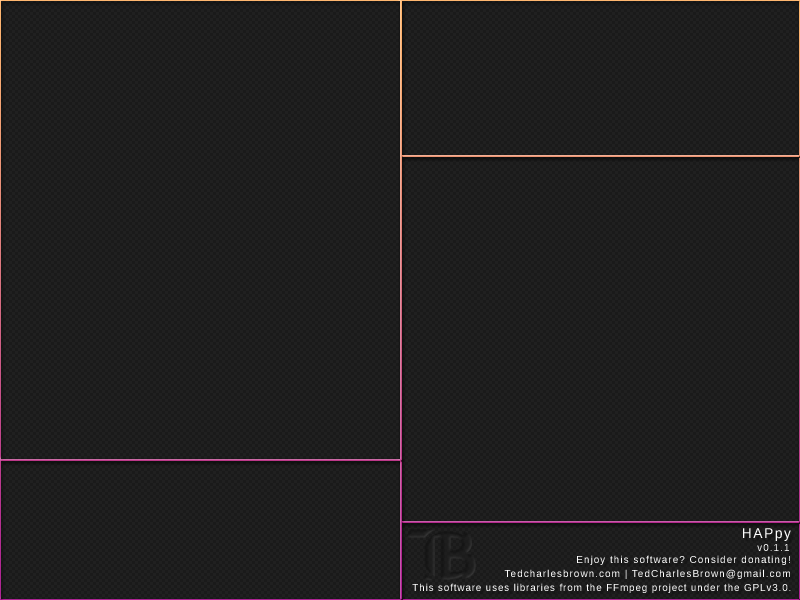 HAPpy
v0.1.1
Enjoy this software? Consider donating!
Tedcharlesbrown.com | TedCharlesBrown@gmail.com
This software uses libraries from the FFmpeg project under the GPLv3.0.
TCB